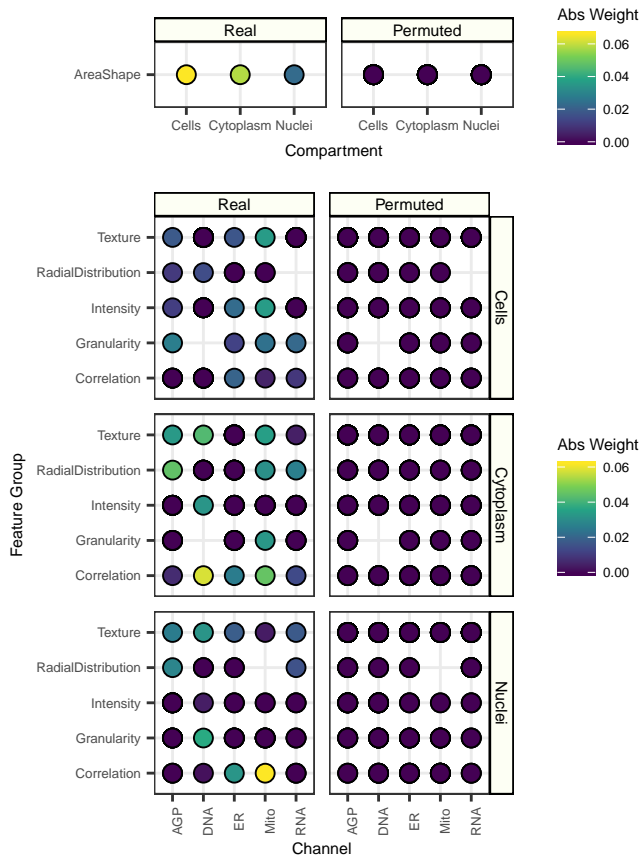 Abs Weight
Real
Permuted
0.06
0.04
0.02
0.00
AreaShape
Cells
Cytoplasm
Nuclei
Cells
Cytoplasm
Nuclei
Compartment
Real
Permuted
Texture
RadialDistribution
Intensity
Granularity
Correlation
Cells
Texture
RadialDistribution
Intensity
Granularity
Correlation
Cytoplasm
Abs Weight
0.06
0.04
0.02
0.00
Feature Group
Texture
RadialDistribution
Intensity
Granularity
Correlation
Nuclei
AGP
DNA
ER
Mito
RNA
AGP
DNA
ER
Mito
RNA
Channel